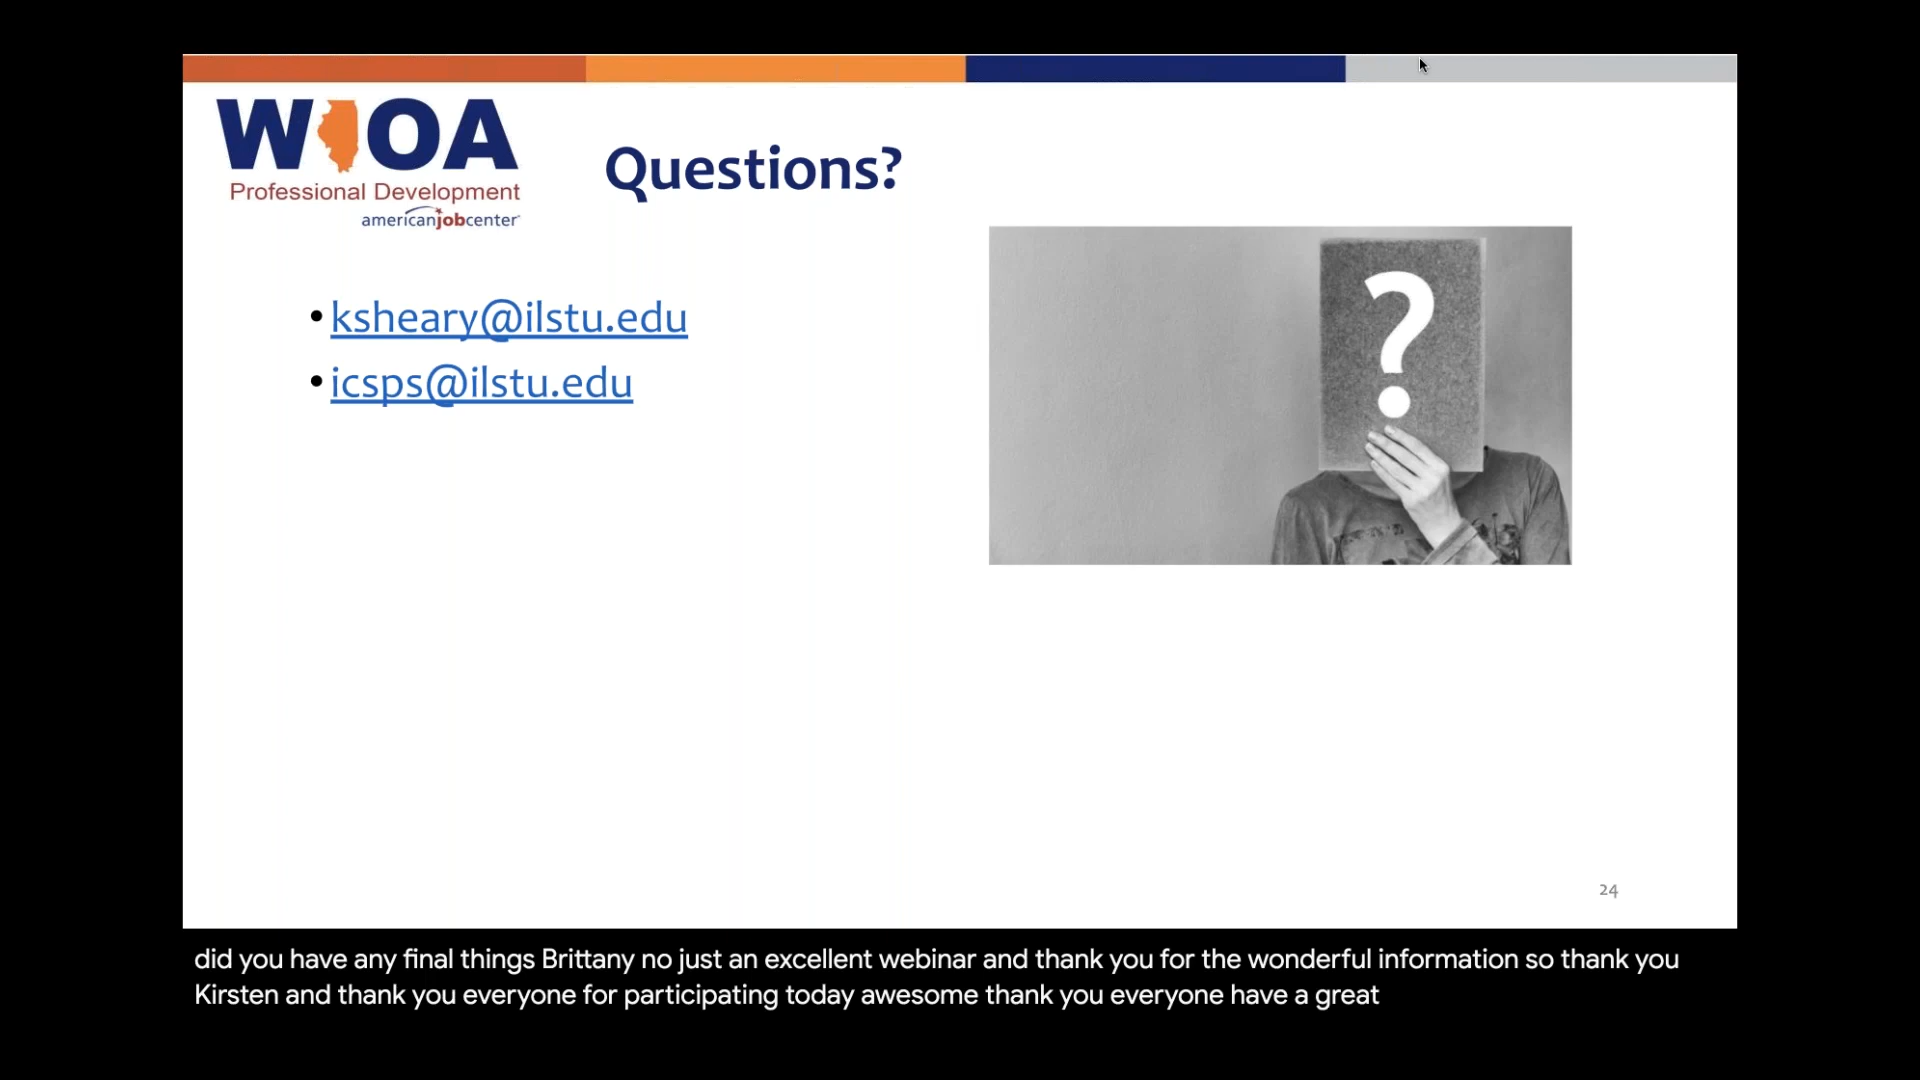 WIOA
Professional Development
americanjobcenter
Questions?
• ksheary@ilstu.edu
• icsps@ilstu.edu
?
24
did you have any final things Brittany no just an excellent webinar and thank you for the wonderful information so thank you
Kirsten and thank you everyone for participating today awesome thank you everyone have a great